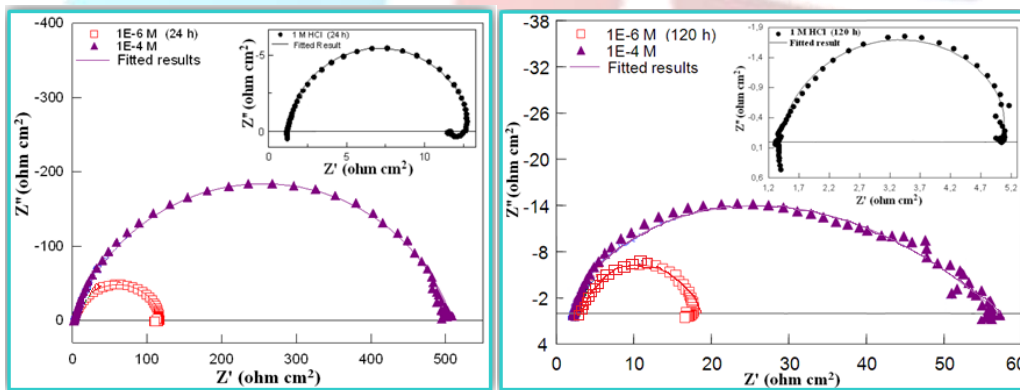 -400
-300
-200
-100
0
Z" (ohm cm²)
1E-6 M (24 h)
1E-4 M
Fitted results
1 M HCl (24 h)
Fitted Result
-5
0
Z" (ohm cm²)
0 5 10
Z' (ohm cm²)
0 100 200 300 400 500
Z' (ohm cm²)
-38
-32
-26
-20
-14
-8
-2
4
Z" (ohm cm²)
1E-6 M (120 h)
1E-4 M
Fitted results
1 M HCl (120 h)
Fitted result
-1,9
-1,4
-0,9
-0,4
0,1
0,6
Z" (ohm cm²)
1,2 1,7 2,2 2,7 3,2 3,7 4,2 4,7 5,2
Z' (ohm cm²)
0 10 20 30 40 50 60
Z' (ohm cm²)